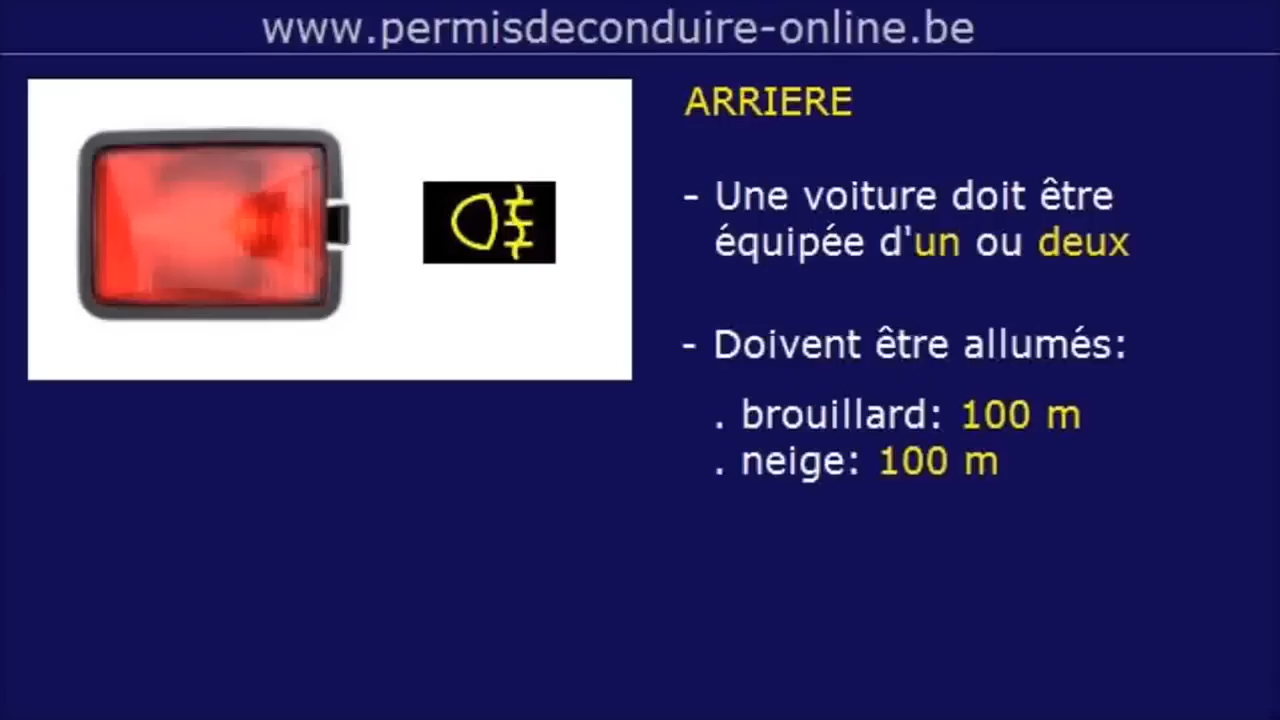 www.permisdeconduire-online.be
ARRIERE
- Une voiture doit être
équipée d'un ou deux
- Doivent être allumés:
. brouillard: 100 m
. neige: 100 m